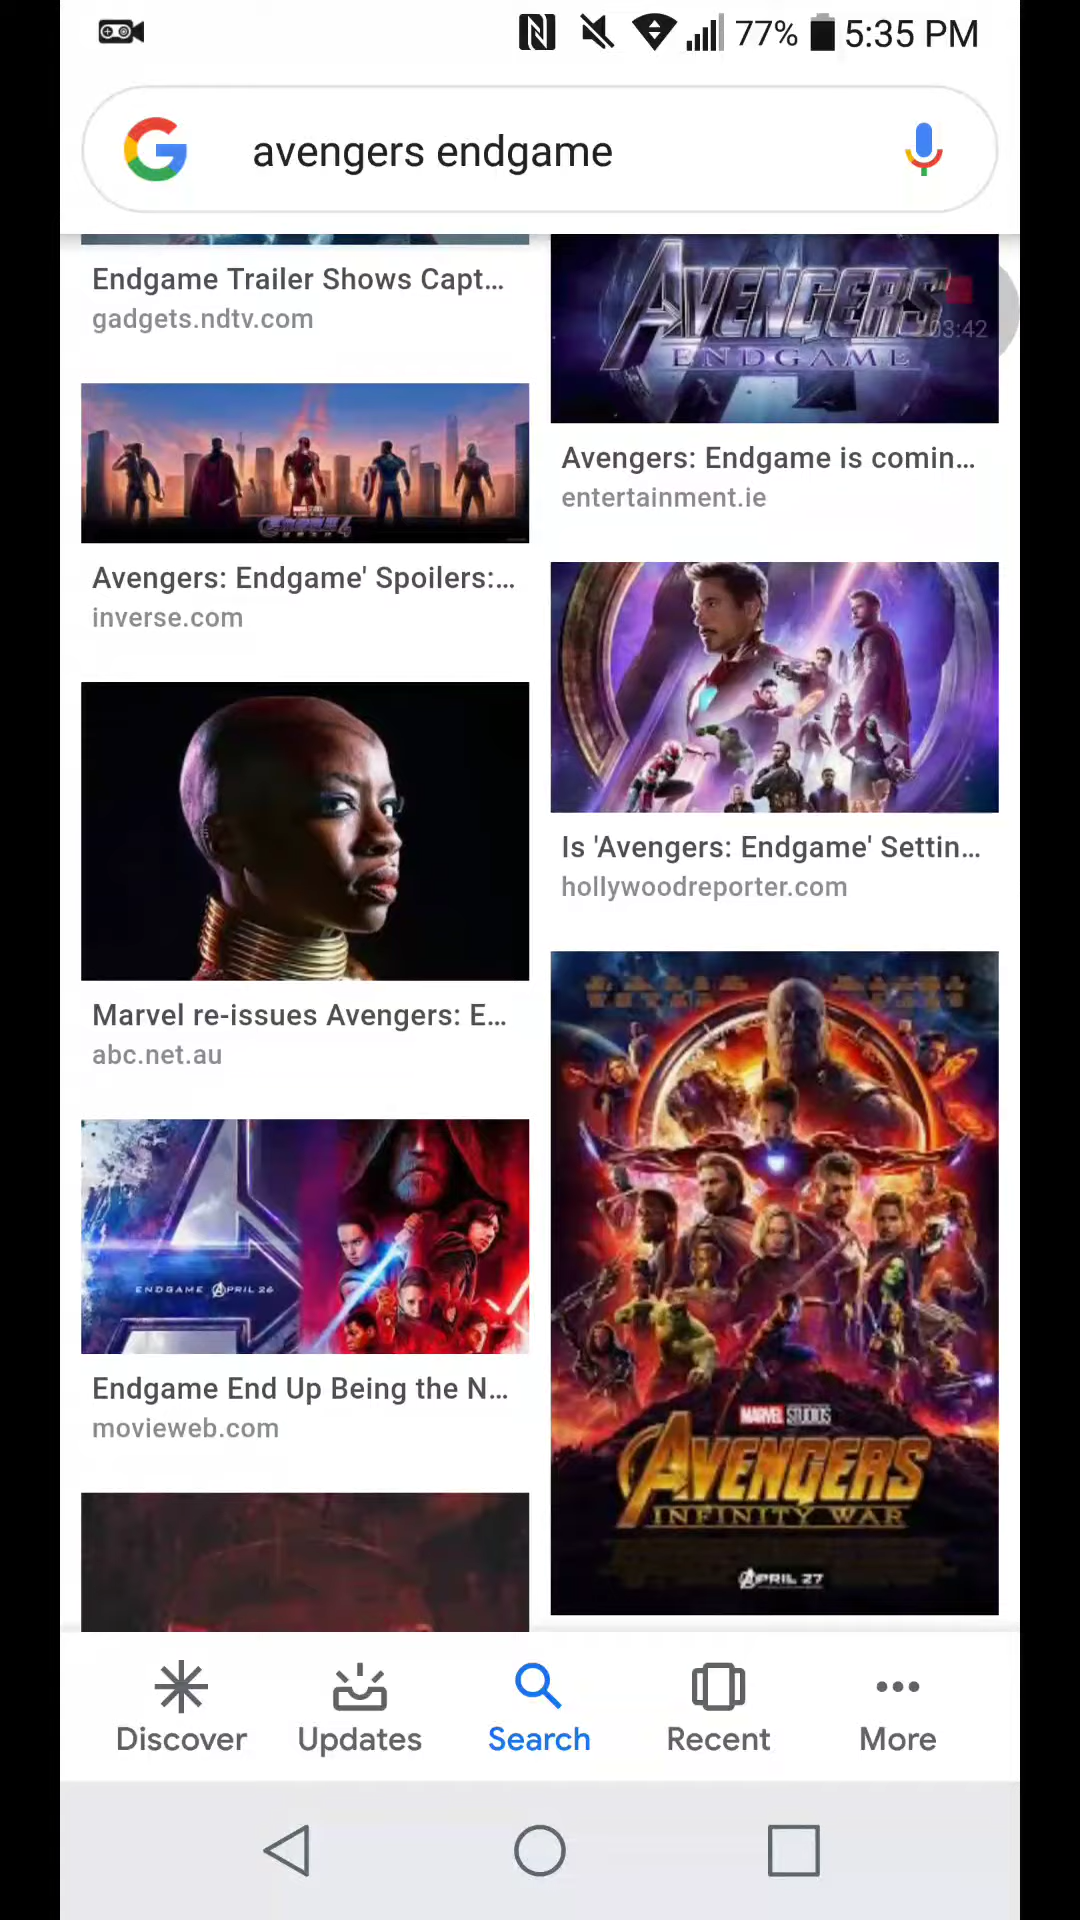 77% 5:35 PM
avengers endgame
Endgame Trailer Shows Capt...
gadgets.ndtv.com
AVENGERS
ENDGAME
03:42
Avengers: Endgame is comin...
entertainment.ie
Avengers: Endgame' Spoilers:...
inverse.com
Is 'Avengers: Endgame' Settin...
hollywoodreporter.com
Marvel re-issues Avengers: E...
abc.net.au
ENDGAME APRIL 26
Endgame End Up Being the N...
movieweb.com
MARVEL STUDIOS
AVENGERS
INFINITY WAR
APRIL 27
Discover Updates Search Recent More